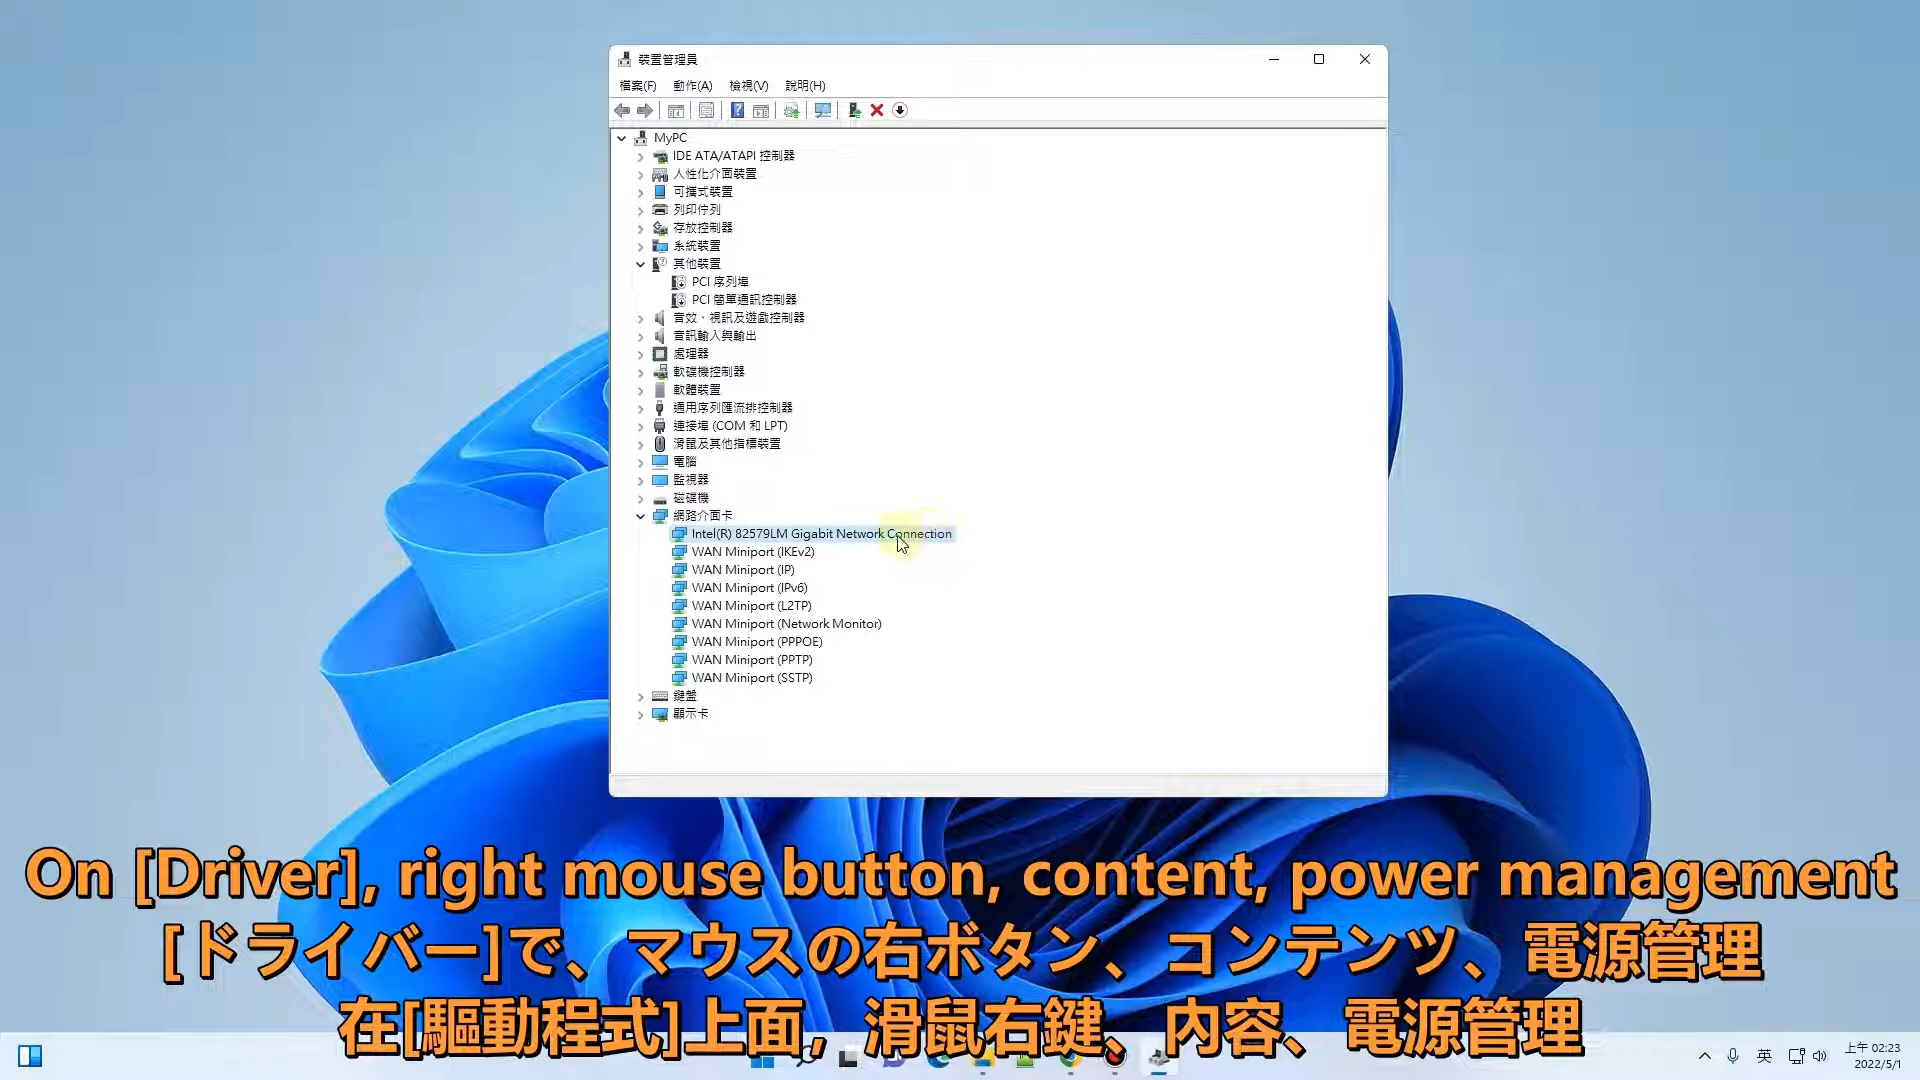 裝置管理員
檔案(F) 動作(A) 檢視(V) 說明(H)
MyPC
IDE ATA/ATAPI 控制器
人性化介面裝置
可攜式裝置
列印佇列
存放控制器
系統裝置
其他裝置
PCI 序列埠
PCI 簡單通訊控制器
音效、視訊及遊戲控制器
音訊輸入與輸出
處理器
軟碟機控制器
軟體裝置
通用序列匯流排控制器
連接埠 (COM 和 LPT)
滑鼠及其他指標裝置
電腦
監視器
磁碟機
網路介面卡
Intel(R) 82579LM Gigabit Network Connection
WAN Miniport (IKEv2)
WAN Miniport (IP)
WAN Miniport (IPv6)
WAN Miniport (L2TP)
WAN Miniport (Network Monitor)
WAN Miniport (PPPOE)
WAN Miniport (PPTP)
WAN Miniport (SSTP)
鍵盤
顯示卡
On [Driver], right mouse button, content, power management
[ドライバー]で、マウスの右ボタン、コンテンツ、電源管理
在[驅動程式]上面，滑鼠右鍵、內容、電源管理
英
上午 02:23
2022/5/1